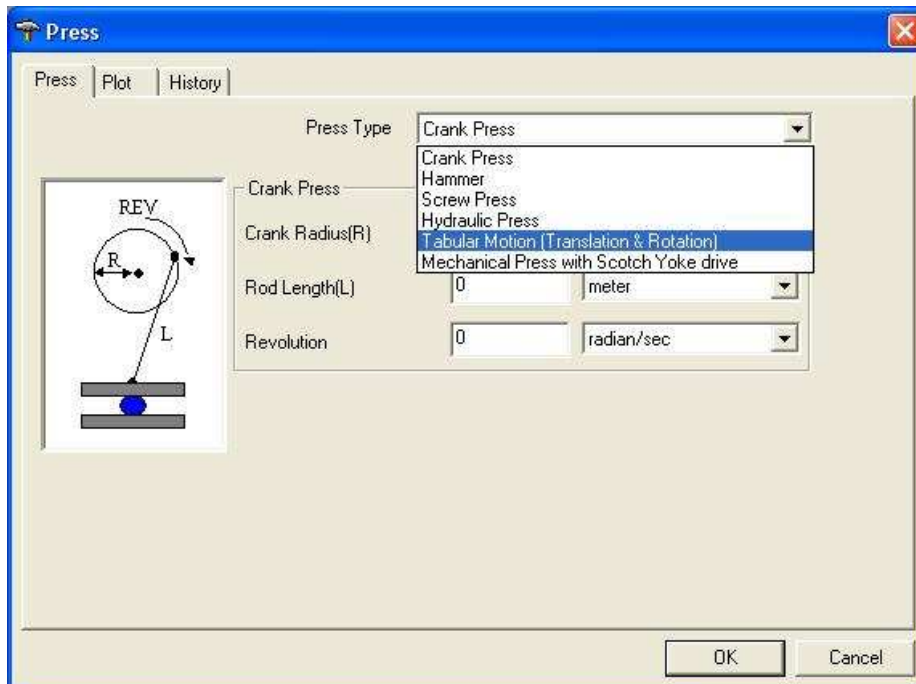 Press
Press Plot History
Press Type Crank Press
Crank Press
Hammer
Screw Press
Hydraulic Press
Tabular Motion (Translation & Rotation)
Mechanical Press with Scotch Yoke drive
REV
R
L
Crank Press
Crank Radius(R)
Rod Length(L) 0 meter
Revolution 0 radian/sec
OK Cancel